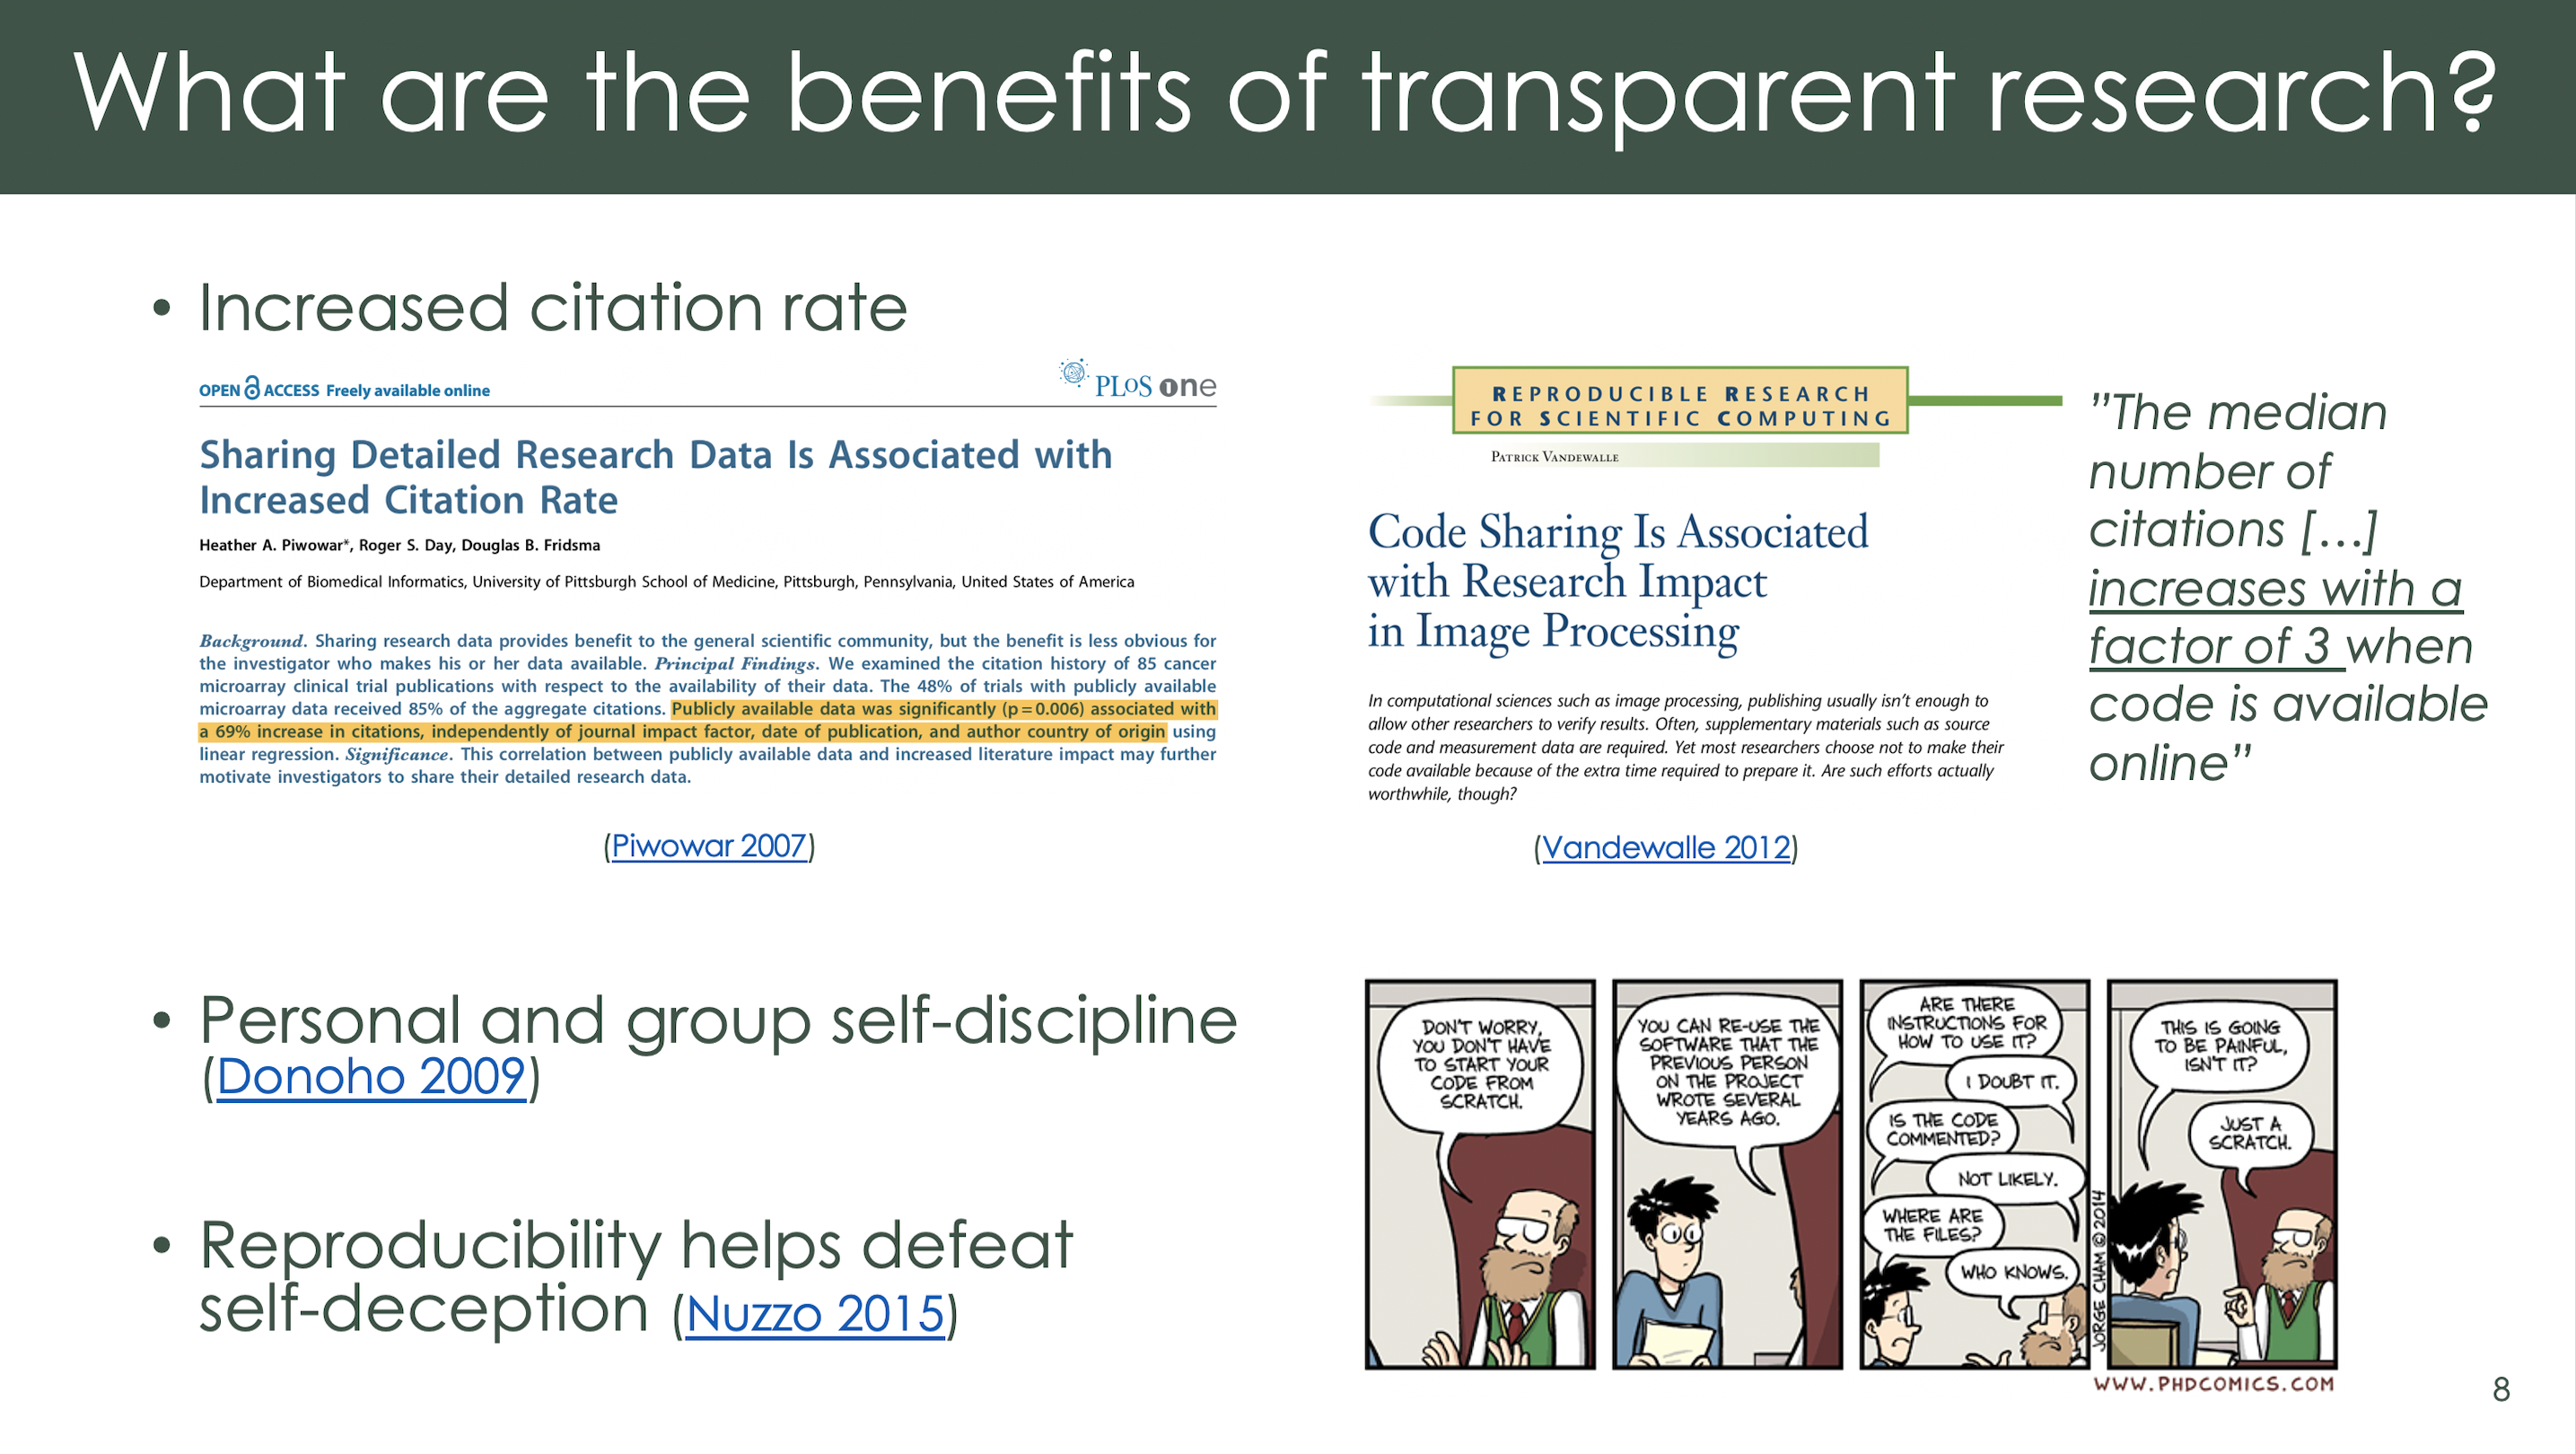 What are the benefits of transparent research?
• Increased citation rate
OPEN ACCESS Freely available online
PLoS one
Sharing Detailed Research Data Is Associated with
Increased Citation Rate
Heather A. Piwowar*, Roger S. Day, Douglas B. Fridsma
Department of Biomedical Informatics, University of Pittsburgh School of Medicine, Pittsburgh, Pennsylvania, United States of America
Background. Sharing research data provides benefit to the general scientific community, but the benefit is less obvious for
the investigator who makes his or her data available. Principal Findings. We examined the citation history of 85 cancer
microarray clinical trial publications with respect to the availability of their data. The 48% of trials with publicly available
microarray data received 85% of the aggregate citations. Publicly available data was significantly (p = 0.006) associated with
a 69% increase in citations, independently of journal impact factor, date of publication, and author country of origin using
linear regression. Significance. This correlation between publicly available data and increased literature impact may further
motivate investigators to share their detailed research data.
(Piwowar 2007)
REPRODUCIBLE RESEARCH
FOR SCIENTIFIC COMPUTING
PATRICK VANDEWALLE
Code Sharing Is Associated
with Research Impact
in Image Processing
In computational sciences such as image processing, publishing usually isn't enough to
allow other researchers to verify results. Often, supplementary materials such as source
code and measurement data are required. Yet most researchers choose not to make their
code available because of the extra time required to prepare it. Are such efforts actually
worthwhile, though?
(Vandewalle 2012)
”The median
number of
citations […]
increases with a
factor of 3 when
code is available
online”
• Personal and group self-discipline
(Donoho 2009)
• Reproducibility helps defeat
self-deception (Nuzzo 2015)
DON'T WORRY,
YOU DON'T HAVE
TO START YOUR
CODE FROM
SCRATCH.
YOU CAN RE-USE THE
SOFTWARE THAT THE
PREVIOUS PERSON
ON THE PROJECT
WROTE SEVERAL
YEARS AGO.
ARE THERE
INSTRUCTIONS FOR
HOW TO USE IT?
I DOUBT IT.
IS THE CODE
COMMENTED?
NOT LIKELY.
WHERE ARE
THE FILES?
WHO KNOWS.
JORGE CHAM © 2014
THIS IS GOING
TO BE PAINFUL,
ISN'T IT?
JUST A
SCRATCH.
WWW.PHDCOMICS.COM
8